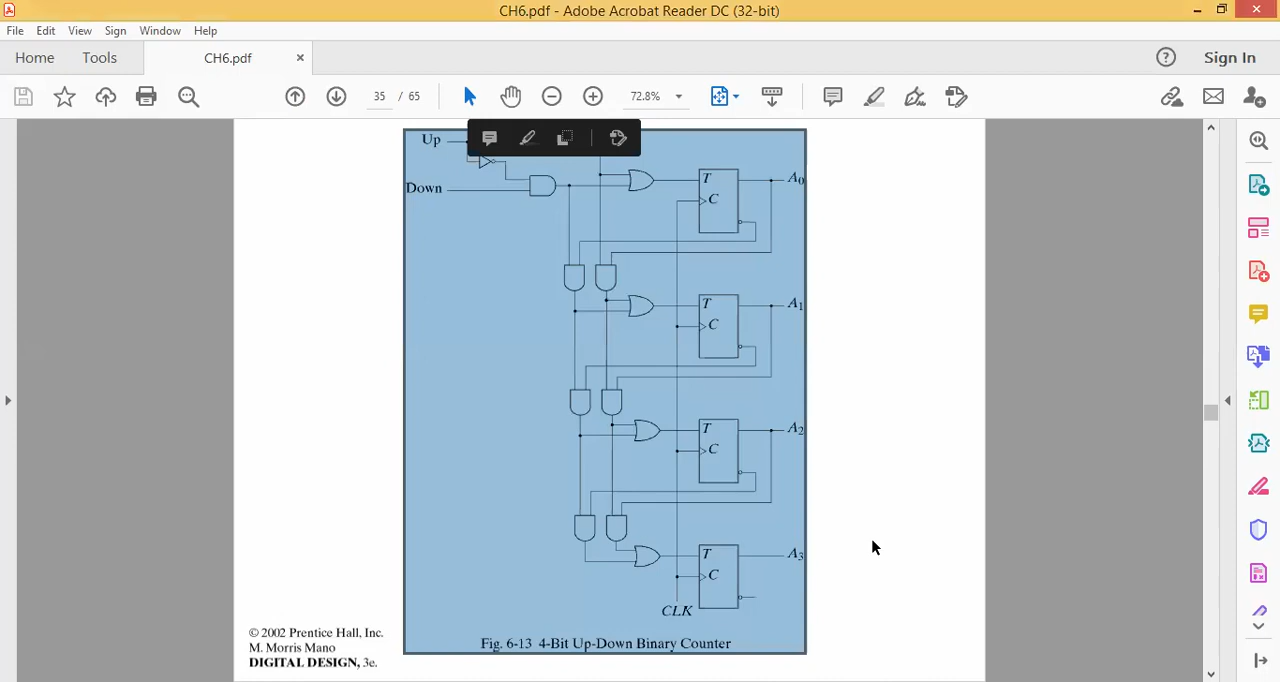 CH6.pdf - Adobe Acrobat Reader DC (32-bit)
File Edit View Sign Window Help
Home Tools CH6.pdf × ? Sign In
35 / 65 72.8%
Up
Down
T A0
C
T A1
C
T A2
C
T A3
C
CLK
Fig. 6-13 4-Bit Up-Down Binary Counter
© 2002 Prentice Hall, Inc.
M. Morris Mano
DIGITAL DESIGN, 3e.